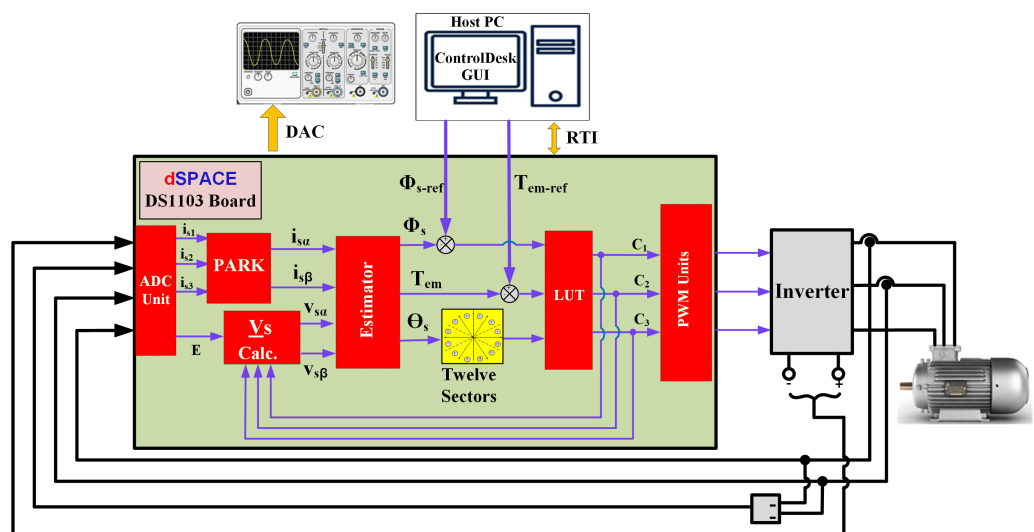 Host PC
ControlDesk
GUI
DAC
RTI
dSPACE
DS1103 Board
Φs-ref
Tem-ref
ADC
Unit
is1
is2
is3
E
PARK
isα
isβ
Vs
Calc.
vsα
vsβ
Estimator
Φs
Tem
Θs
Twelve
Sectors
LUT
C1
C2
C3
PWM Units
Inverter
-
+